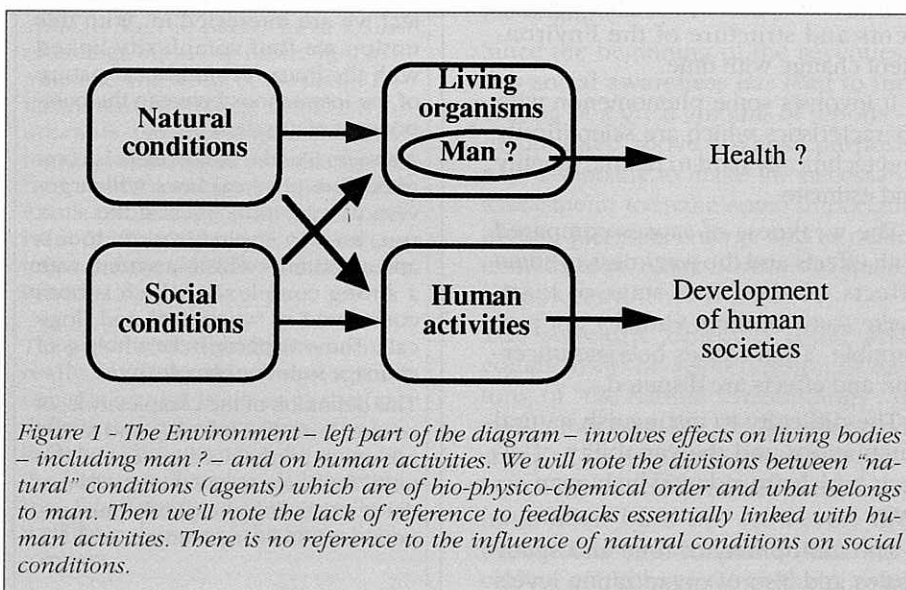 Natural
conditions
Living
organisms
Man ?
Health ?
Social
conditions
Human
activities
Development
of human
societies
Figure 1 - The Environment – left part of the diagram – involves effects on living bodies
– including man ? – and on human activities. We will note the divisions between “na-
tural” conditions (agents) which are of bio-physico-chemical order and what belongs
to man. Then we'll note the lack of reference to feedbacks essentially linked with hu-
man activities. There is no reference to the influence of natural conditions on social
conditions.